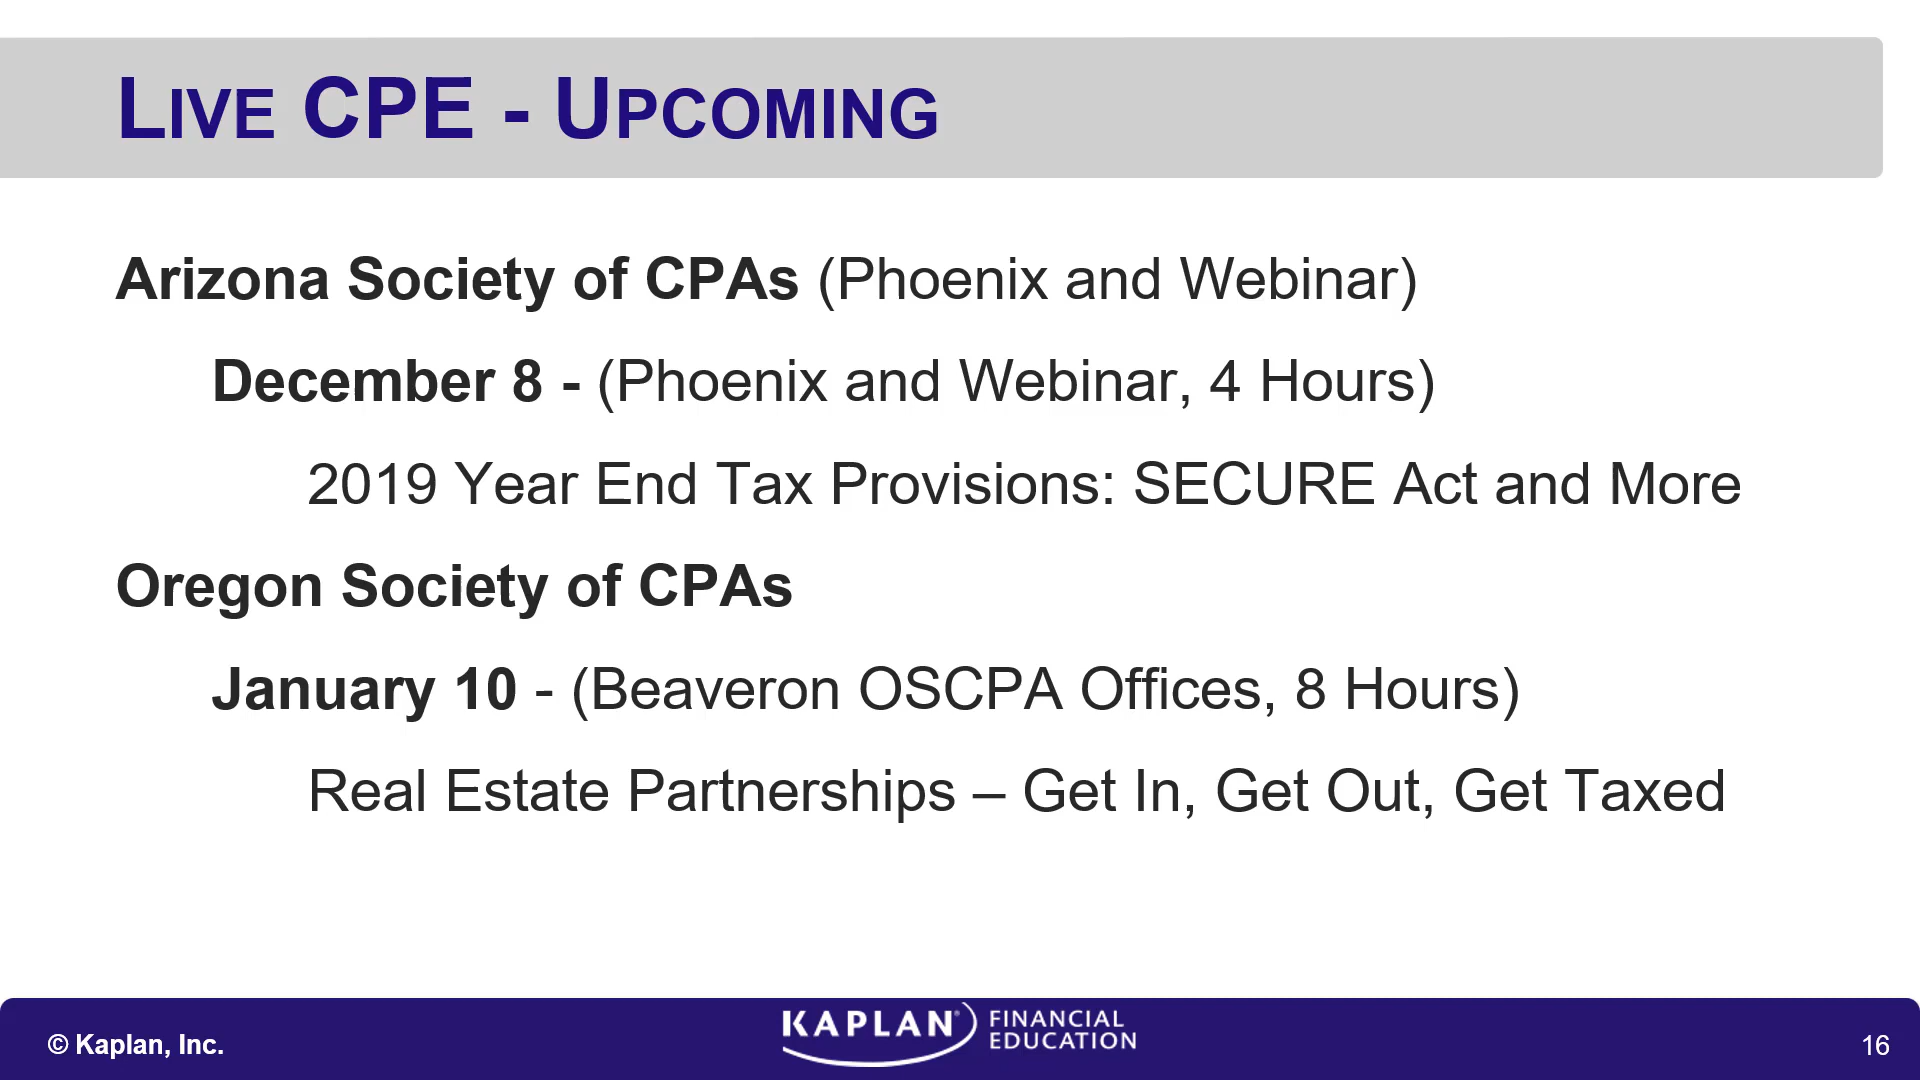 LIVE CPE - UPCOMING
Arizona Society of CPAs (Phoenix and Webinar)
December 8 - (Phoenix and Webinar, 4 Hours)
2019 Year End Tax Provisions: SECURE Act and More
Oregon Society of CPAs
January 10 - (Beaveron OSCPA Offices, 8 Hours)
Real Estate Partnerships – Get In, Get Out, Get Taxed
© Kaplan, Inc.
KAPLAN® FINANCIAL
EDUCATION
16